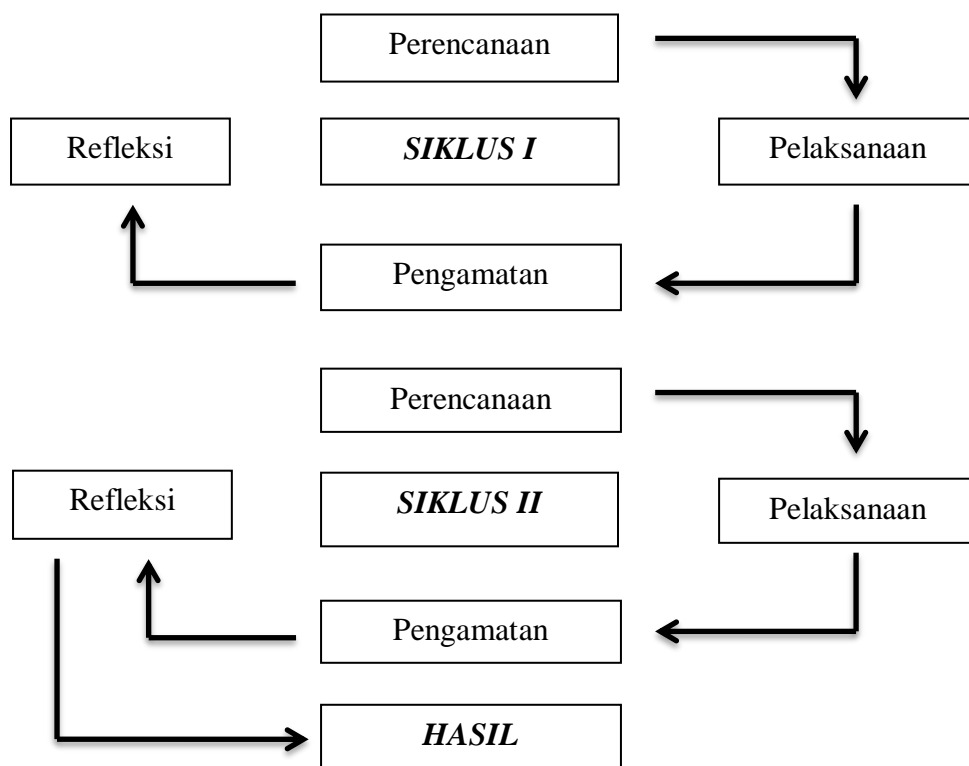 Perencanaan
Refleksi
SIKLUS I
Pelaksanaan
Pengamatan
Perencanaan
Refleksi
SIKLUS II
Pelaksanaan
Pengamatan
HASIL